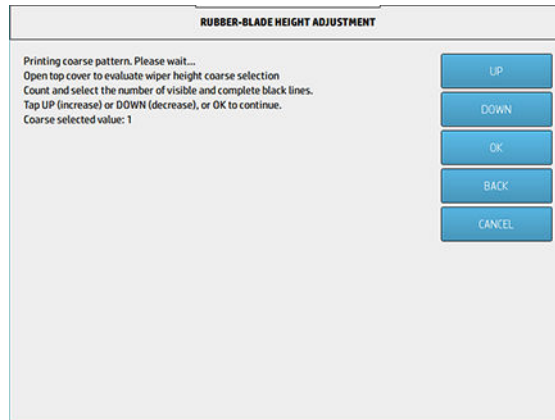 RUBBER-BLADE HEIGHT ADJUSTMENT
Printing coarse pattern. Please wait...
Open top cover to evaluate wiper height coarse selection
Count and select the number of visible and complete black lines.
Tap UP (increase) or DOWN (decrease), or OK to continue.
Coarse selected value: 1
UP
DOWN
OK
BACK
CANCEL